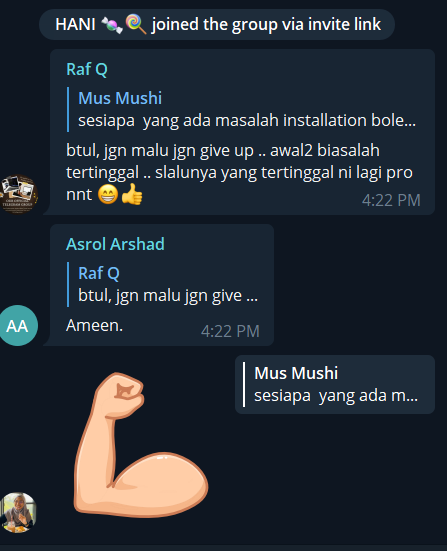 HANI 🍬🍭 joined the group via invite link
Raf Q
Mus Mushi
sesiapa yang ada masalah installation bole...
btul, jgn malu jgn give up .. awal2 biasalah
tertinggal .. slalunya yang tertinggal ni lagi pro
nnt 😁👍
4:22 PM
Asrol Arshad
Raf Q
btul, jgn malu jgn give ...
AA
Ameen.
4:22 PM
Mus Mushi
sesiapa yang ada m...